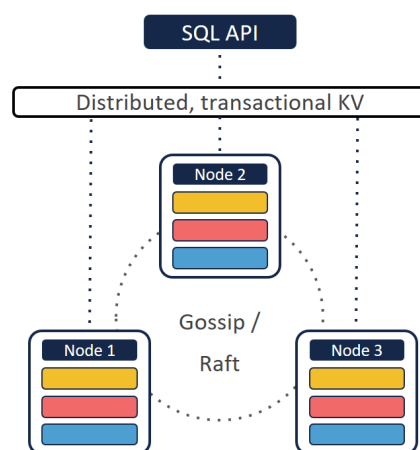 SQL API
Distributed, transactional KV
Node 2
Gossip /
Raft
Node 1
Node 3